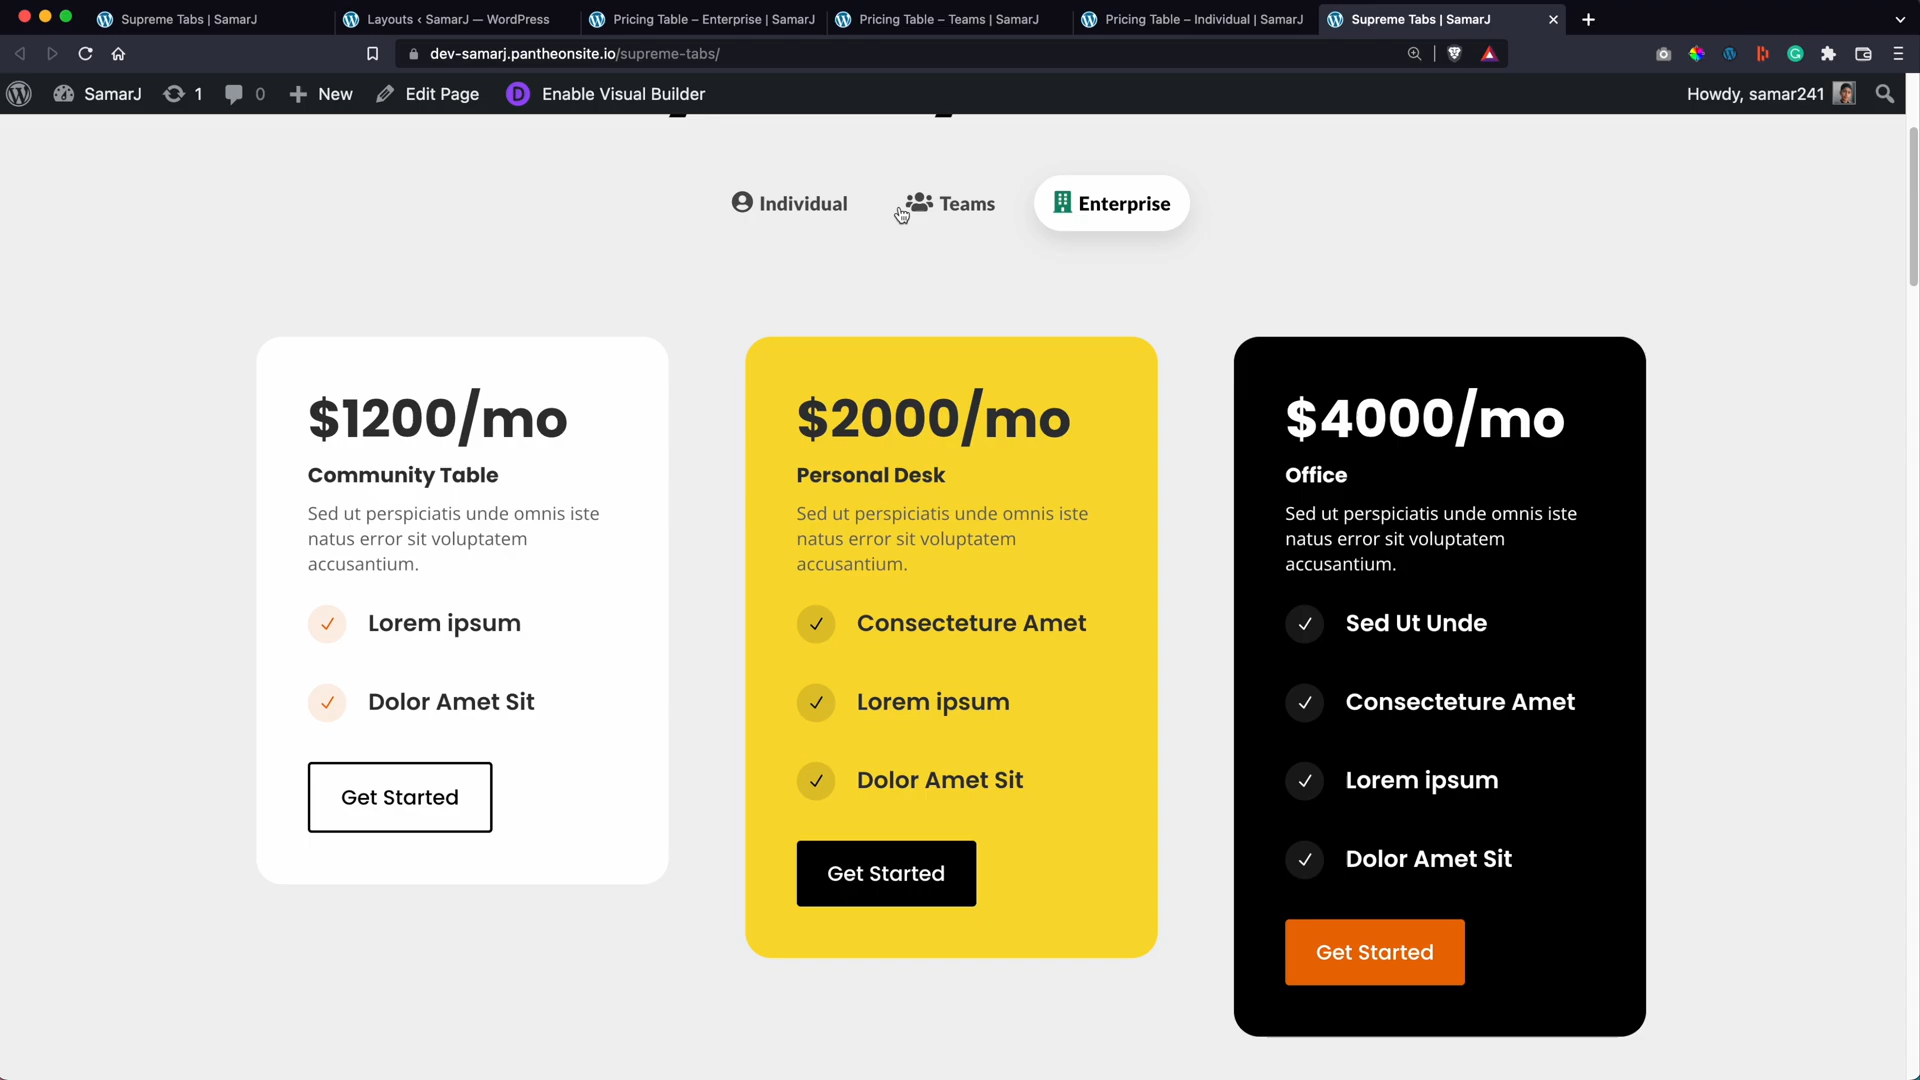 Supreme Tabs | SamarJ
Layouts ‹ SamarJ — WordPress
Pricing Table – Enterprise | SamarJ
Pricing Table – Teams | SamarJ
Pricing Table – Individual | SamarJ
Supreme Tabs | SamarJ
dev-samarj.pantheonsite.io/supreme-tabs/
SamarJ
1
0
New
Edit Page
D
Enable Visual Builder
Howdy, samar241
Individual
Teams
Enterprise
$1200/mo
Community Table
Sed ut perspiciatis unde omnis iste
natus error sit voluptatem
accusantium.
Lorem ipsum
Dolor Amet Sit
Get Started
$2000/mo
Personal Desk
Sed ut perspiciatis unde omnis iste
natus error sit voluptatem
accusantium.
Consecteture Amet
Lorem ipsum
Dolor Amet Sit
Get Started
$4000/mo
Office
Sed ut perspiciatis unde omnis iste
natus error sit voluptatem
accusantium.
Sed Ut Unde
Consecteture Amet
Lorem ipsum
Dolor Amet Sit
Get Started